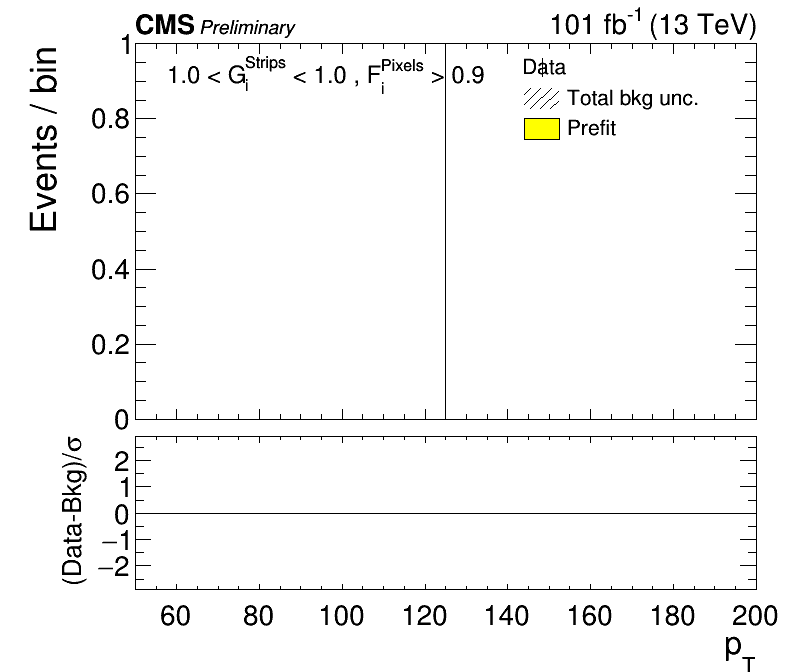 CMS Preliminary 101 fb⁻¹ (13 TeV)
1.0 < Gᵢ^Strips < 1.0 , Fᵢ^Pixels > 0.9
Data
Total bkg unc.
Prefit
Events / bin
1
0.8
0.6
0.4
0.2
0
(Data-Bkg)/σ
2
1
0
−1
−2
60 80 100 120 140 160 180 200
p_T